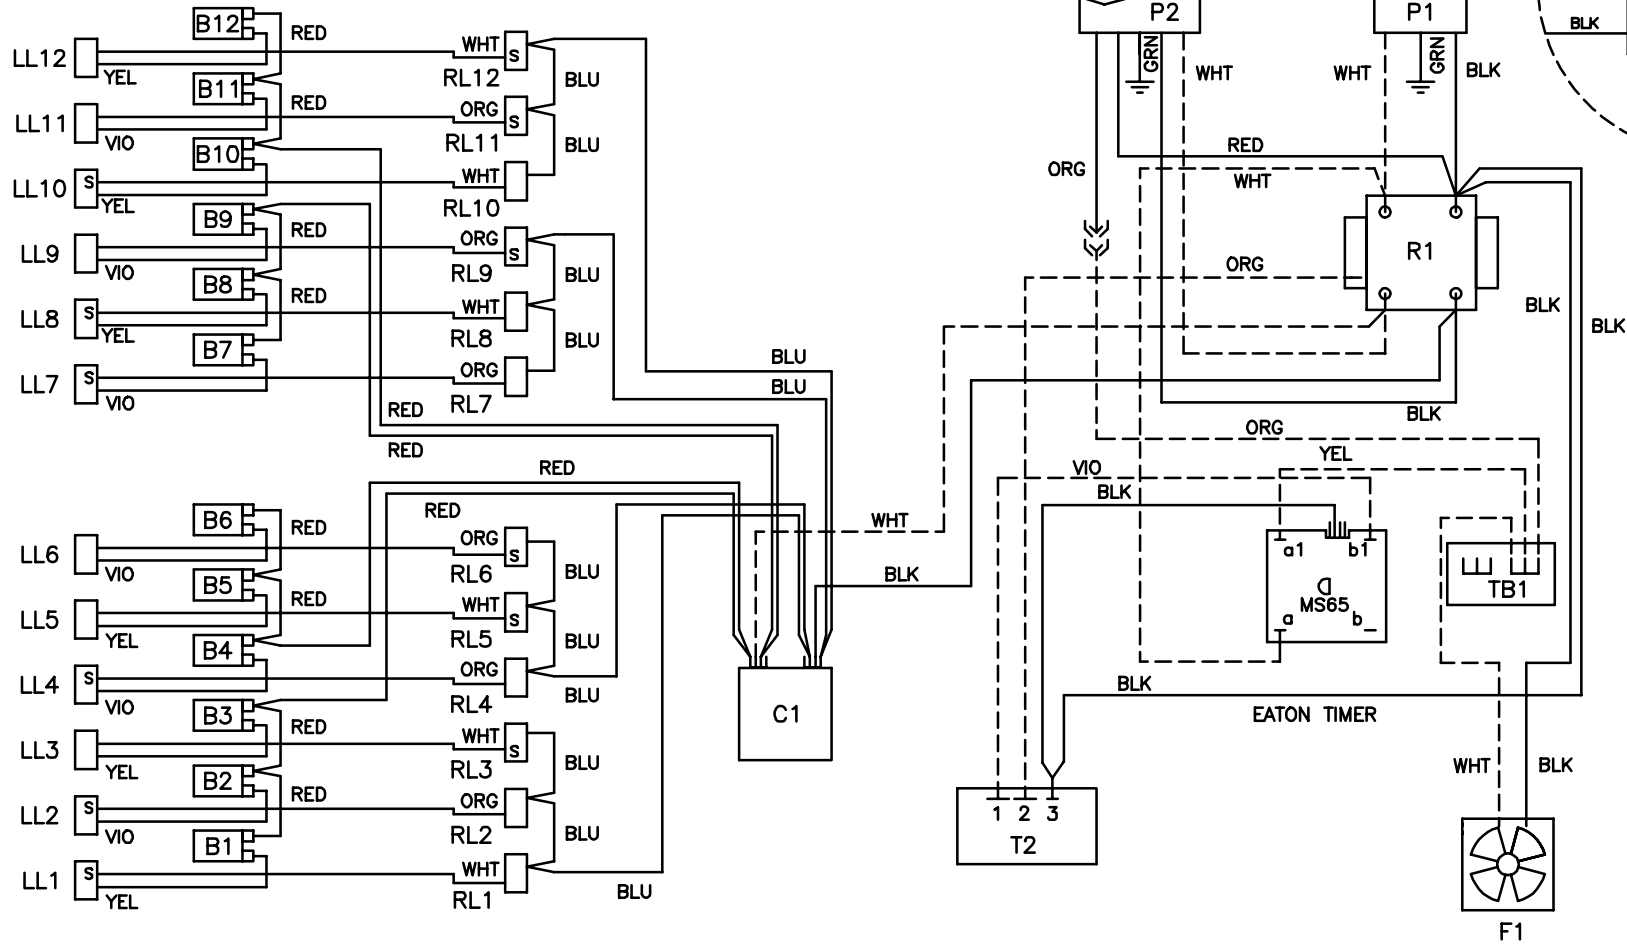 B12
RED
LL12
YEL
WHT
S
RL12
BLU
B11
RED
LL11
VIO
ORG
S
RL11
BLU
B10
LL10
S
YEL
WHT
RL10
B9
RED
LL9
VIO
ORG
S
RL9
BLU
B8
RED
LL8
S
YEL
WHT
RL8
BLU
B7
LL7
S
VIO
ORG
RL7
RED
RED
BLU
BLU
RED
RED
B6
RED
LL6
VIO
ORG
S
RL6
BLU
B5
RED
LL5
YEL
WHT
S
RL5
BLU
B4
LL4
S
VIO
ORG
RL4
BLU
B3
RED
LL3
YEL
WHT
S
RL3
BLU
B2
RED
LL2
S
VIO
ORG
RL2
BLU
B1
LL1
S
YEL
WHT
RL1
BLU
C1
WHT
BLK
P2
GRN
WHT
ORG
RED
WHT
P1
WHT
GRN
BLK
BLK
R1
ORG
BLK
BLK
BLK
ORG
YEL
VIO
BLK
a1
b1
D
MS65
a
b
TB1
BLK
EATON TIMER
1 2 3
T2
WHT
BLK
F1